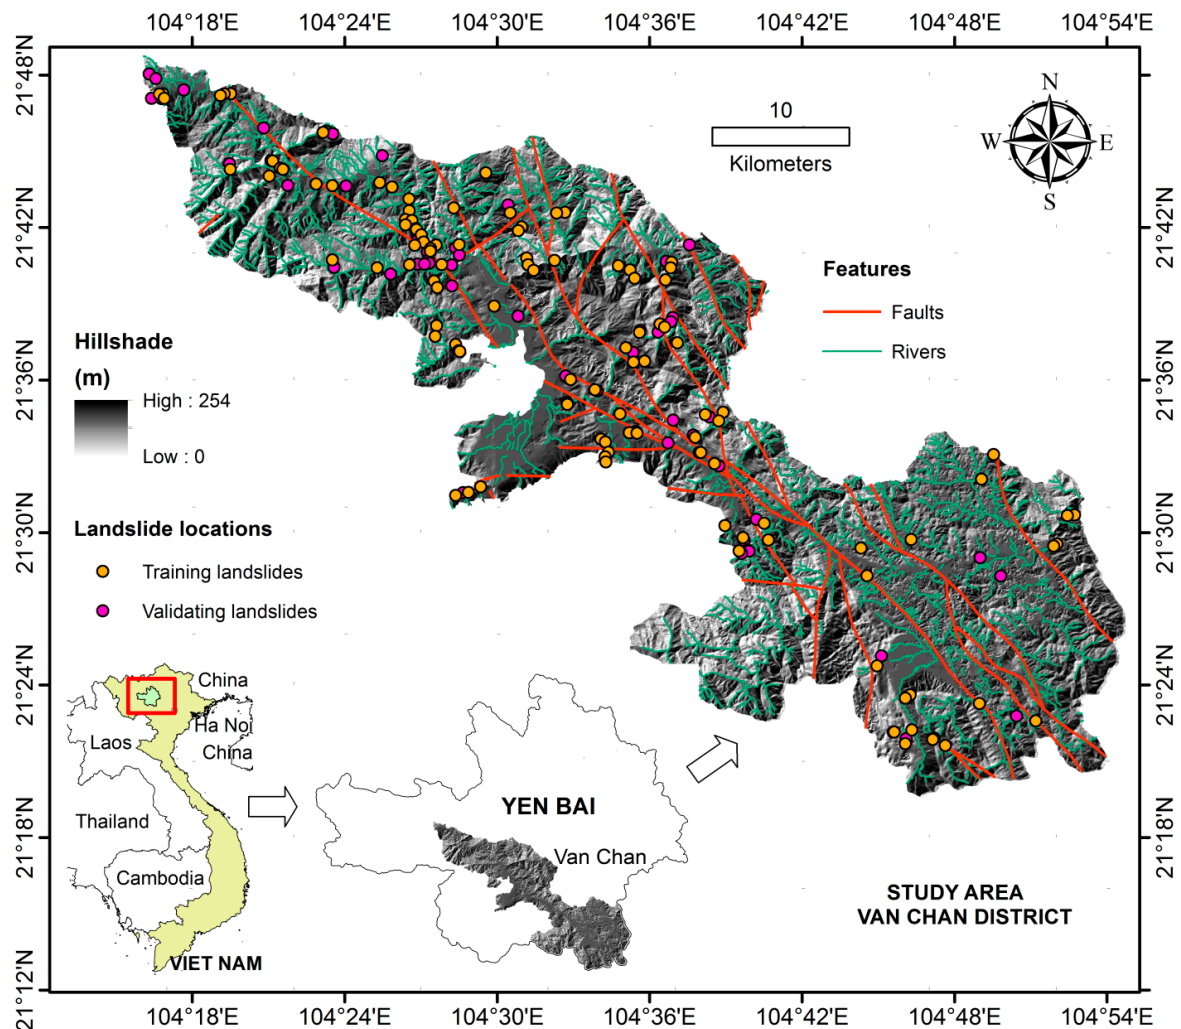 104°18'E 104°24'E 104°30'E 104°36'E 104°42'E 104°48'E 104°54'E
21°48'N
21°48'N
10
Kilometers
N
W
E
S
21°42'N
21°42'N
Features
Faults
Rivers
Hillshade
(m)
High : 254
Low : 0
21°36'N
21°36'N
Landslide locations
Training landslides
Validating landslides
21°30'N
21°30'N
21°24'N
21°24'N
China
Ha Noi
China
Laos
Thailand
Cambodia
VIET NAM
YEN BAI
Van Chan
21°18'N
21°18'N
STUDY AREA
VAN CHAN DISTRICT
21°12'N
21°12'N
104°18'E 104°24'E 104°30'E 104°36'E 104°42'E 104°48'E 104°54'E